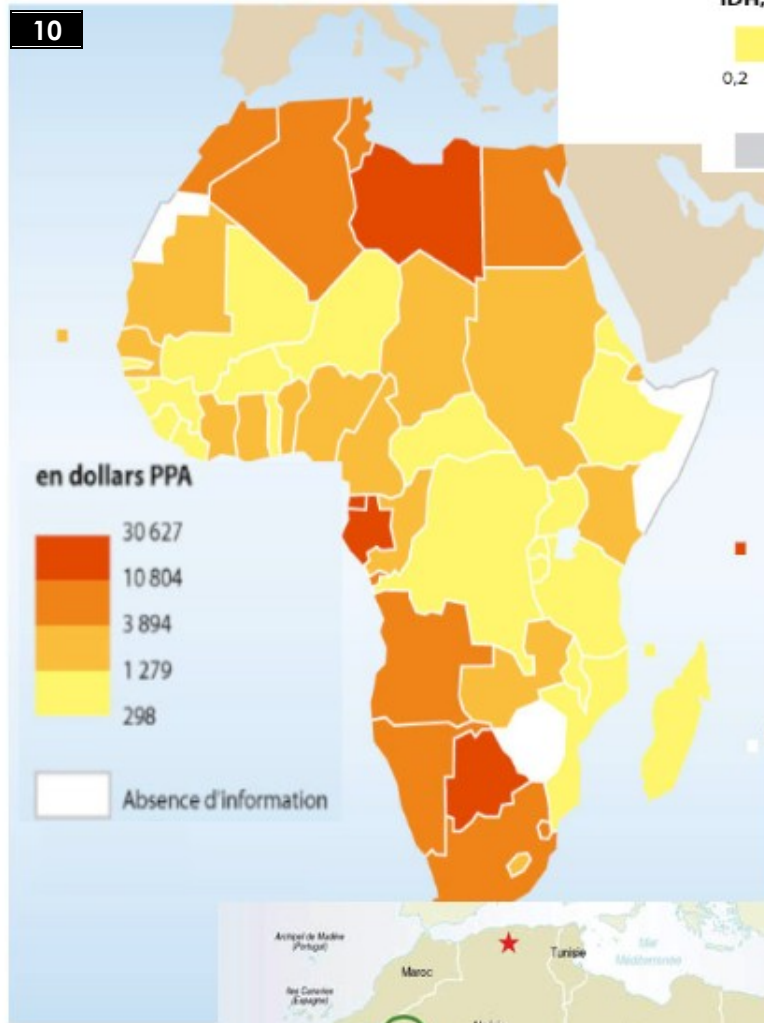 10
IDH,
0,2
en dollars PPA
30 627
10 804
3 894
1 279
298
Absence d'information
Archipel de Madère
(Portugal)
Iles Canaries
(Espagne)
Maroc
Tunisie
Mer
Méditerranée